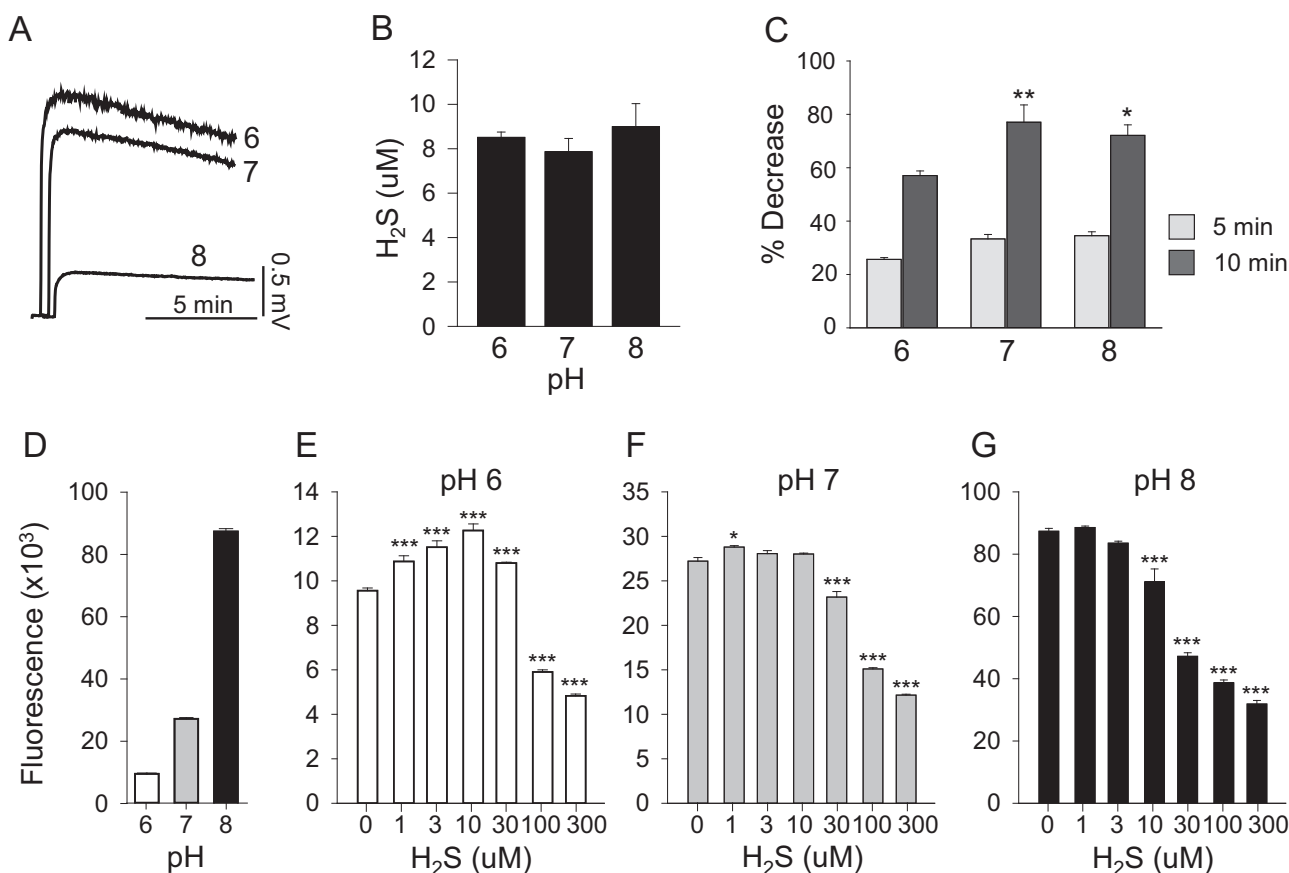 A
6
7
8
5 min
0.5 mV
B
H₂S (uM)
12
10
8
6
4
2
0
6 7 8
pH
C
% Decrease
100
80
60
40
20
0
** *
6 7 8
5 min
10 min
D
Fluorescence (x10³)
100
80
60
40
20
0
6 7 8
pH
E
pH 6
14
12
10
8
6
4
2
0
*** *** *** *** *** ***
0 1 3 10 30 100 300
H₂S (uM)
F
pH 7
35
30
25
20
15
10
5
0
* *** *** ***
0 1 3 10 30 100 300
H₂S (uM)
G
pH 8
100
80
60
40
20
0
*** *** *** ***
0 1 3 10 30 100 300
H₂S (uM)